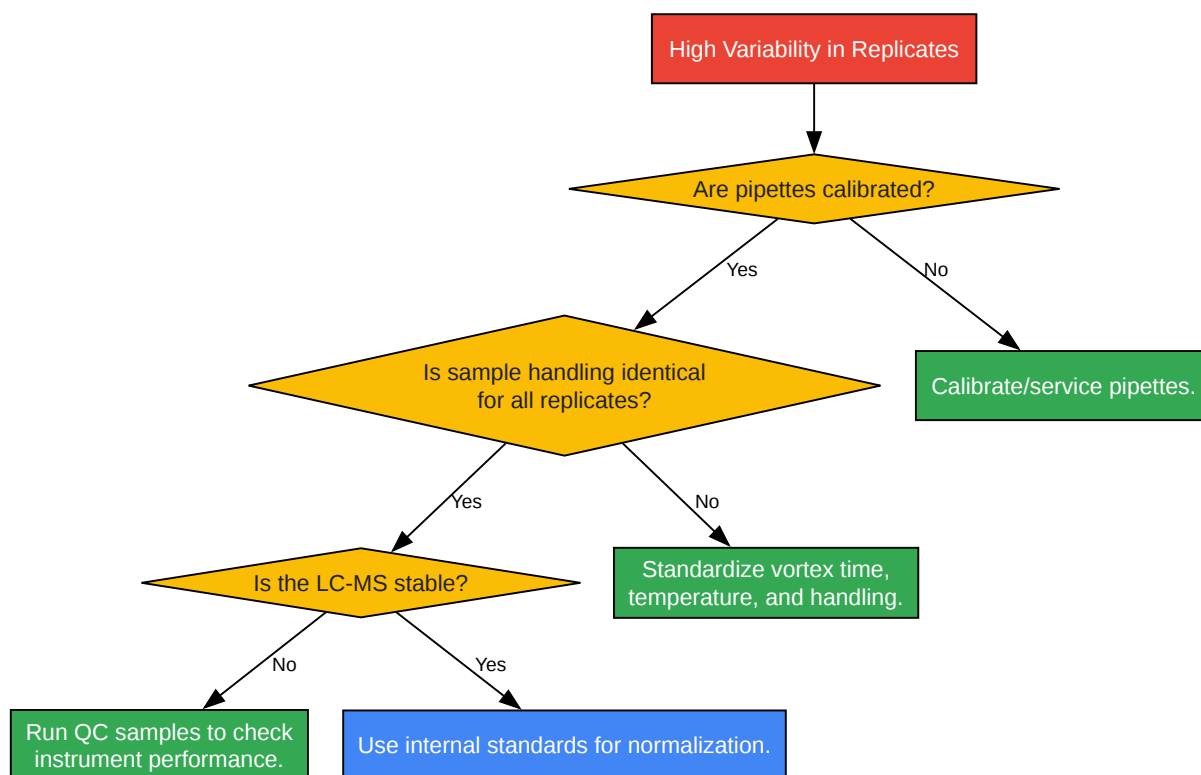 High Variability in Replicates
Are pipettes calibrated?
Yes
No
Is sample handling identical
for all replicates?
Calibrate/service pipettes.
Yes
No
Is the LC-MS stable?
Standardize vortex time,
temperature, and handling.
No
Yes
Run QC samples to check
instrument performance.
Use internal standards for normalization.